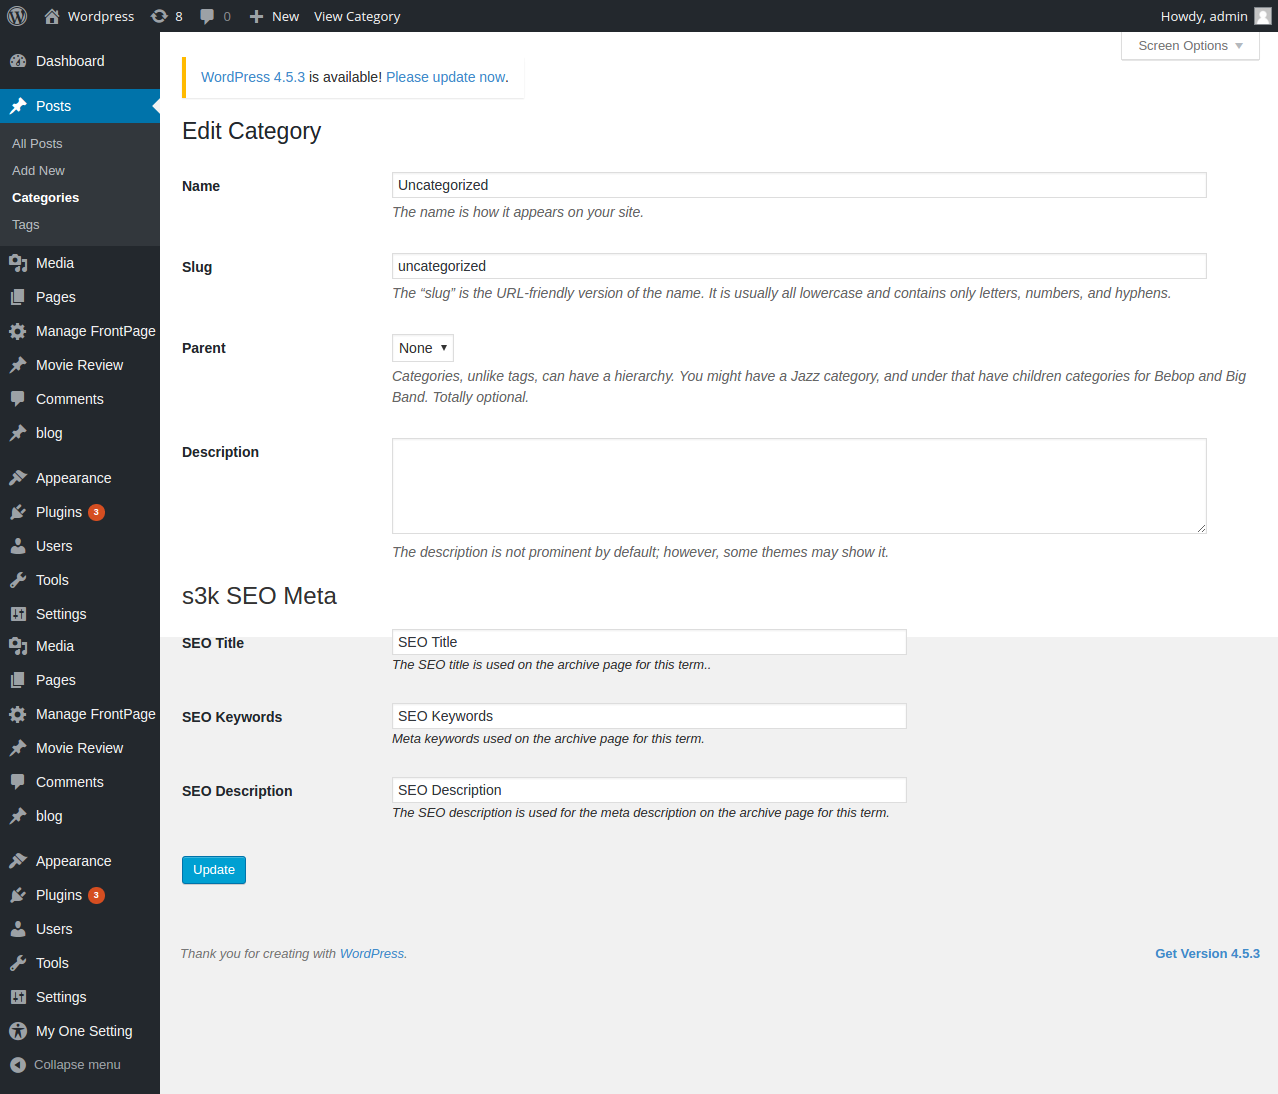 Wordpress 8 0 New View Category Howdy, admin
Screen Options
Dashboard
Posts
All Posts
Add New
Categories
Tags
Media
Pages
Manage FrontPage
Movie Review
Comments
blog
Appearance
Plugins 3
Users
Tools
Settings
Media
Pages
Manage FrontPage
Movie Review
Comments
blog
Appearance
Plugins 3
Users
Tools
Settings
My One Setting
Collapse menu
WordPress 4.5.3 is available! Please update now.
Edit Category
Name
Uncategorized
The name is how it appears on your site.
Slug
uncategorized
The “slug” is the URL-friendly version of the name. It is usually all lowercase and contains only letters, numbers, and hyphens.
Parent
None
Categories, unlike tags, can have a hierarchy. You might have a Jazz category, and under that have children categories for Bebop and Big
Band. Totally optional.
Description
The description is not prominent by default; however, some themes may show it.
s3k SEO Meta
SEO Title
SEO Title
The SEO title is used on the archive page for this term..
SEO Keywords
SEO Keywords
Meta keywords used on the archive page for this term.
SEO Description
SEO Description
The SEO description is used for the meta description on the archive page for this term.
Update
Thank you for creating with WordPress.
Get Version 4.5.3